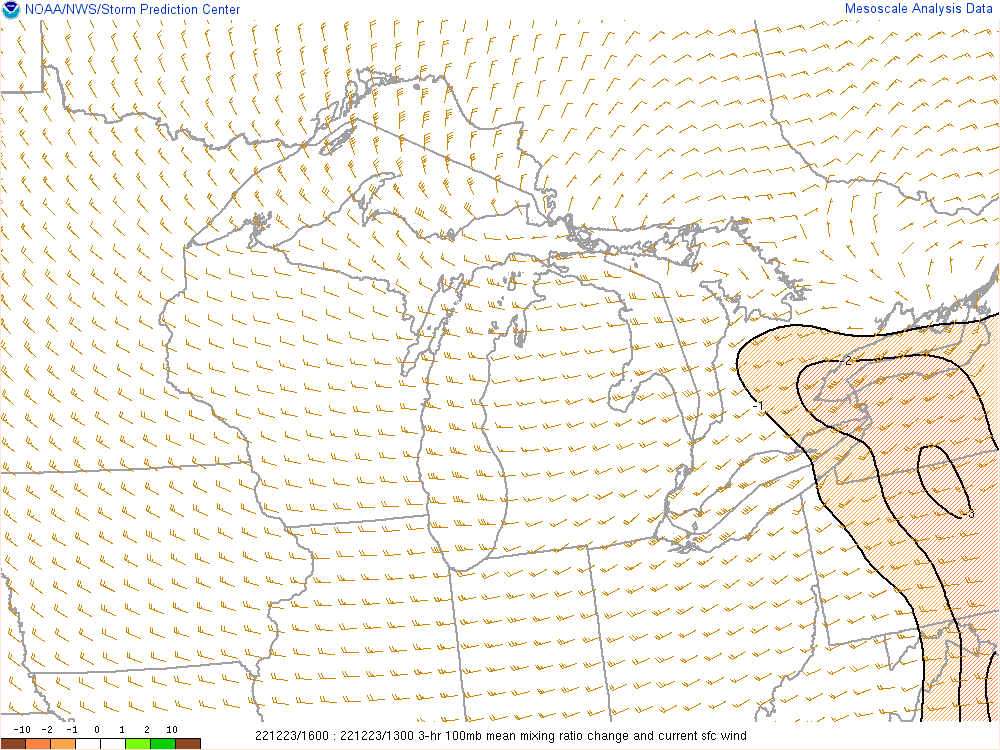 NOAA/NWS/Storm Prediction Center
Mesoscale Analysis Data
-2
-1
-3
-10 -2 -1 0 1 2 10
221223/1600 : 221223/1300 3-hr 100mb mean mixing ratio change and current sfc wind